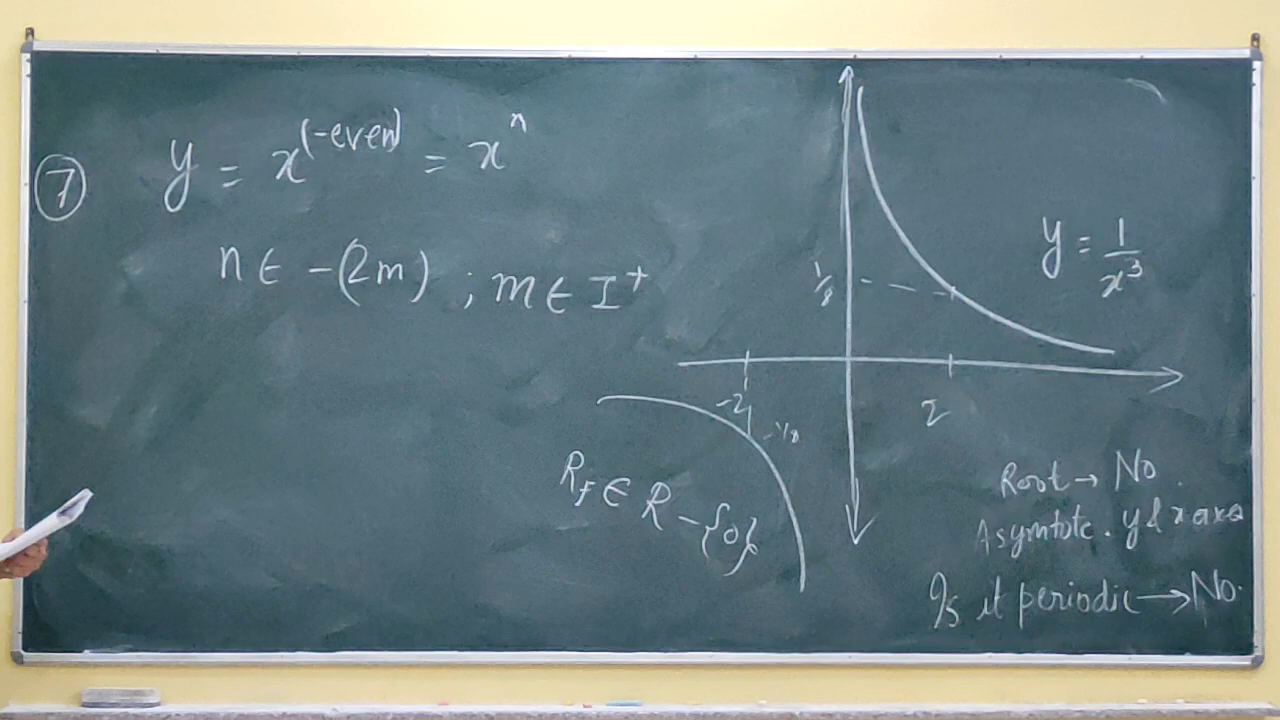 ⑦ y = x^(-even) = x^n
n ∈ -(2m) ; m ∈ I⁺
y = 1/x³
1/8
-2
2
-1/8
R_f ∈ R - {0}
Root → No.
Asymtote. y & x axis
Is it periodic → No.